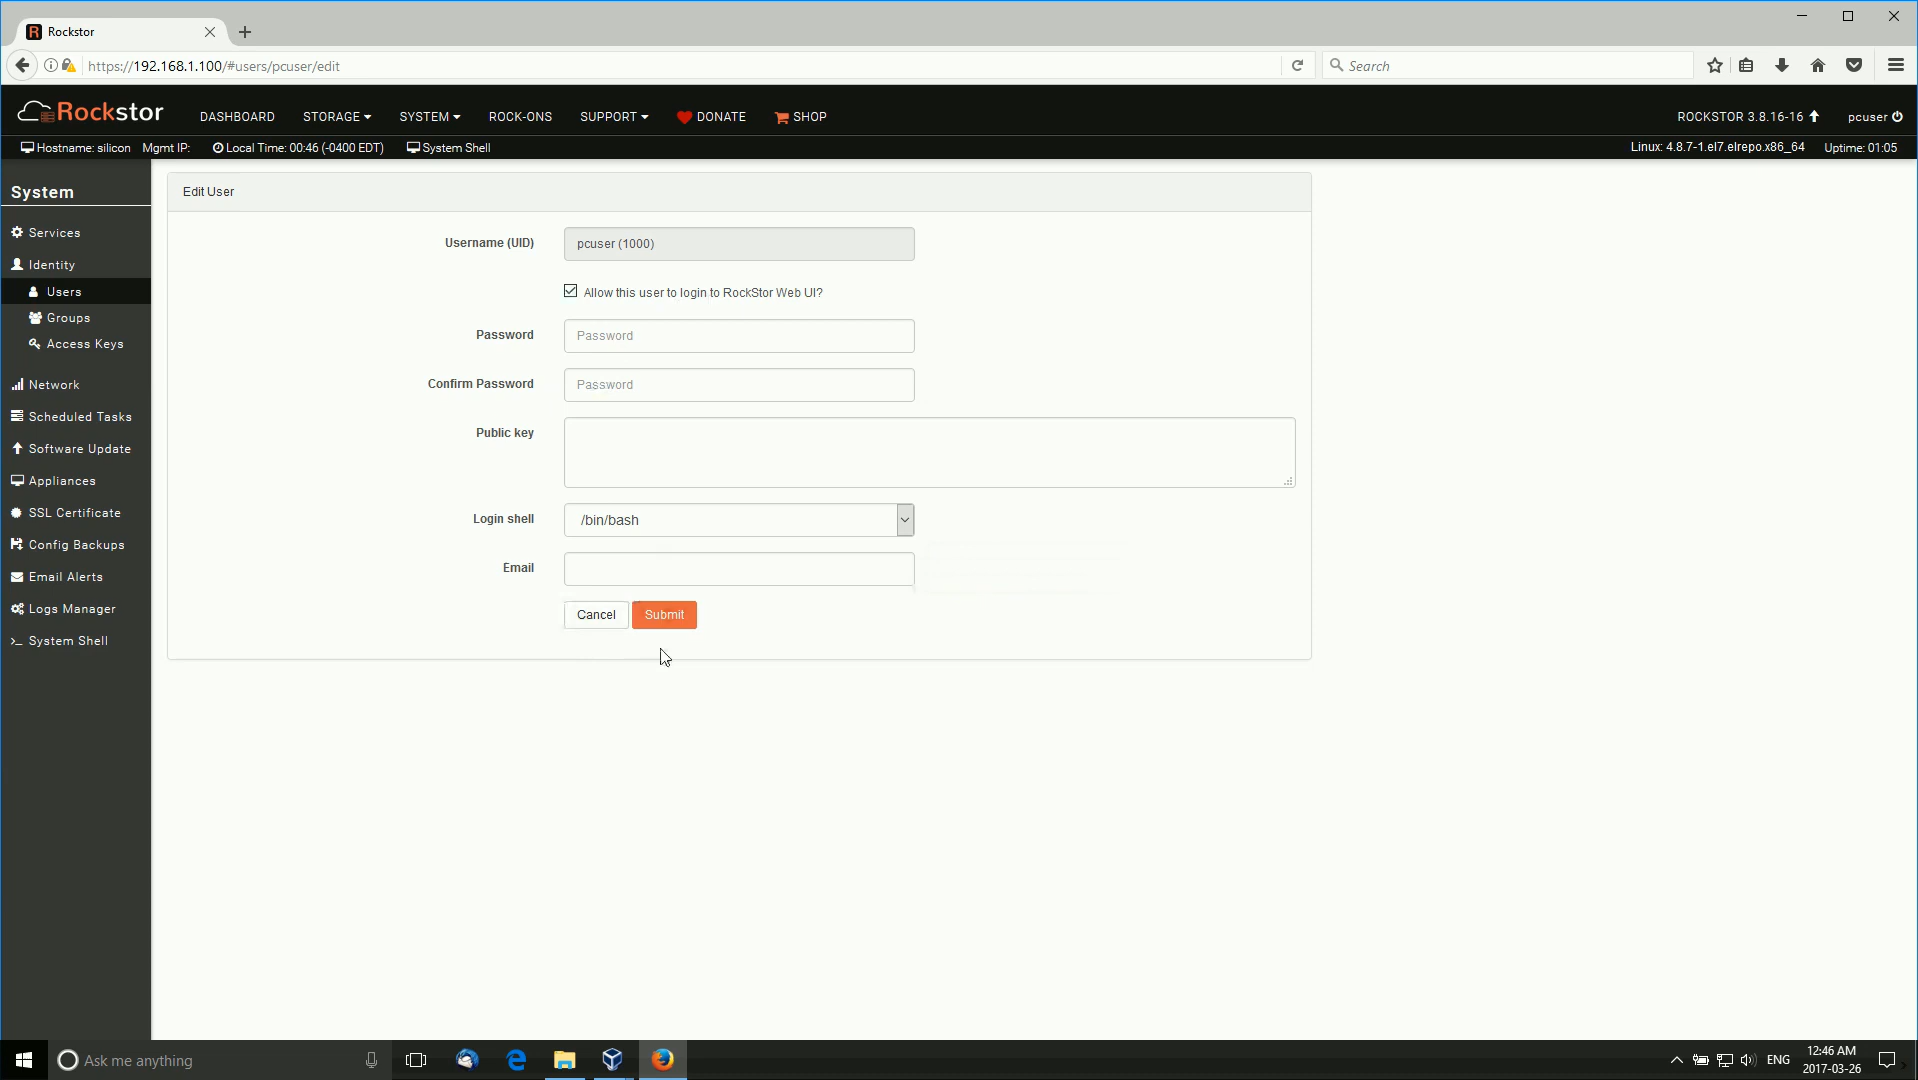 Rockstor
https://192.168.1.100/#users/pcuser/edit
Search
Rockstor
DASHBOARD
STORAGE
SYSTEM
ROCK-ONS
SUPPORT
DONATE
SHOP
ROCKSTOR 3.8.16-16
pcuser
Hostname: silicon
Mgmt IP:
Local Time: 00:46 (-0400 EDT)
System Shell
Linux: 4.8.7-1.el7.elrepo.x86_64
Uptime: 01:05
System
Services
Identity
Users
Groups
Access Keys
Network
Scheduled Tasks
Software Update
Appliances
SSL Certificate
Config Backups
Email Alerts
Logs Manager
>_ System Shell
Edit User
Username (UID)
pcuser (1000)
Allow this user to login to RockStor Web UI?
Password
Password
Confirm Password
Password
Public key
Login shell
/bin/bash
Email
Cancel
Submit
Ask me anything
ENG
12:46 AM
2017-03-26